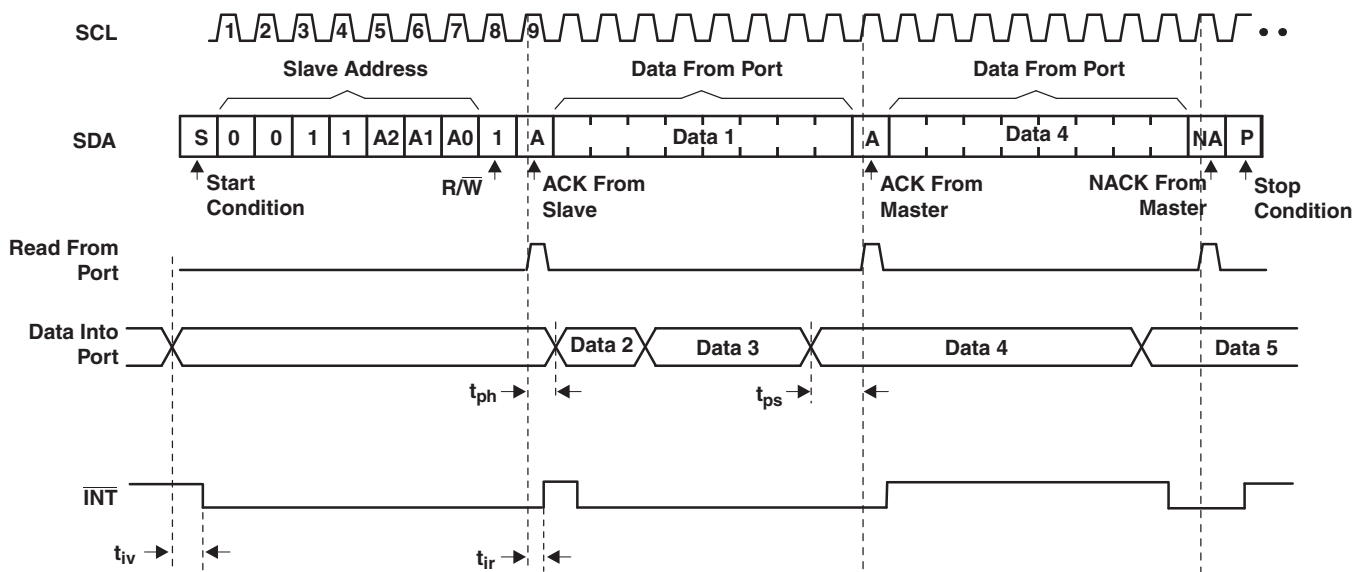 SCL 1 2 3 4 5 6 7 8 9
Slave Address Data From Port Data From Port
SDA S 0 0 1 1 A2 A1 A0 1 A Data 1 A Data 4 NA P
Start Condition
R/W̅
ACK From Slave
ACK From Master
NACK From Master
Stop Condition
Read From Port
Data Into Port
Data 2 Data 3 Data 4 Data 5
tph
tps
I̅N̅T̅
tiv
tir